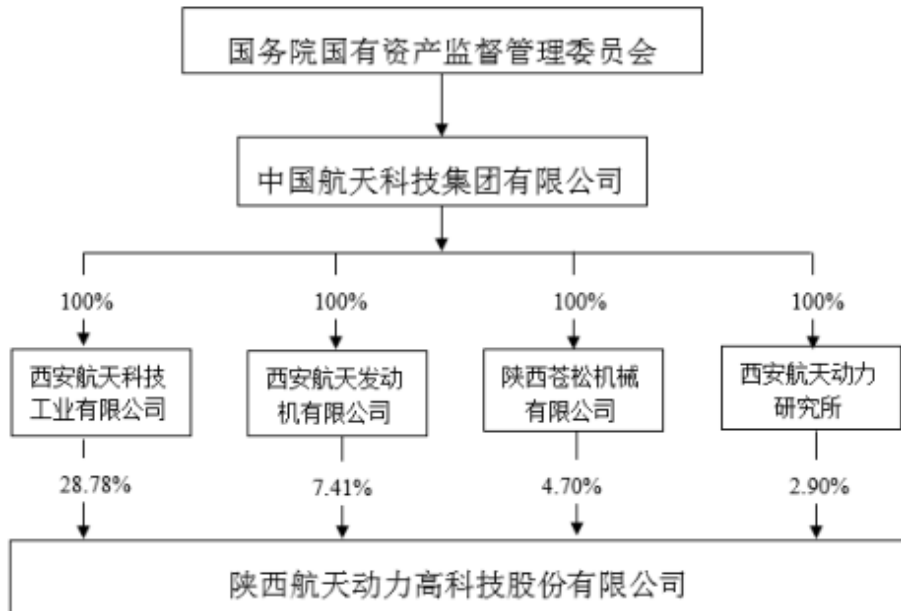 国务院国有资产监督管理委员会
中国航天科技集团有限公司
100% 100% 100% 100%
西安航天科技
工业有限公司
西安航天发动
机有限公司
陕西苍松机械
有限公司
西安航天动力
研究所
28.78% 7.41% 4.70% 2.90%
陕西航天动力高科技股份有限公司